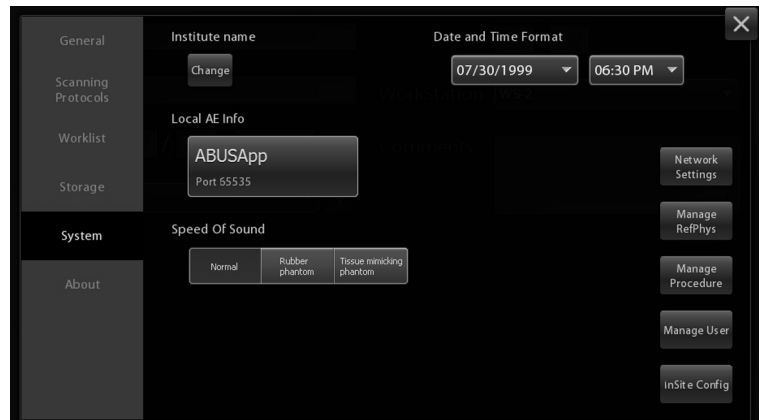 General
Scanning
Protocols
Worklist
Storage
System
About
Institute name
Change
Date and Time Format
07/30/1999
06:30 PM
Local AE Info
ABUSApp
Port 65535
Speed Of Sound
Normal
Rubber
phantom
Tissue mimicking
phantom
Network
Settings
Manage
RefPhys
Manage
Procedure
Manage User
InSite Config